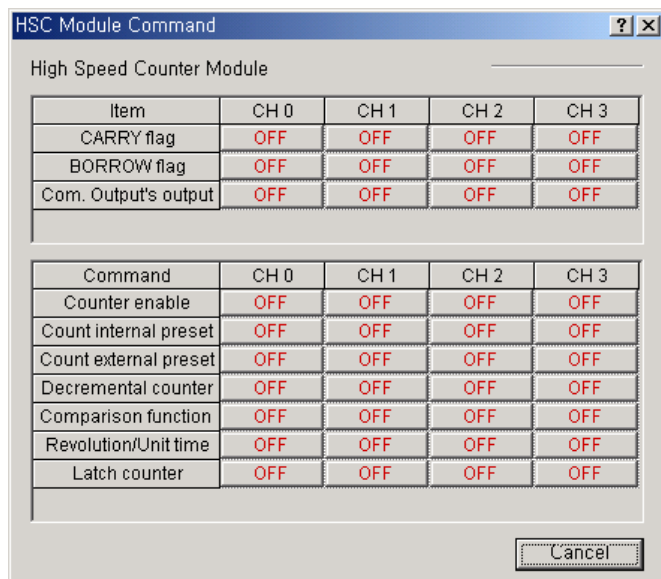 HSC Module Command ? ×
High Speed Counter Module
Item CH 0 CH 1 CH 2 CH 3
CARRY flag OFF OFF OFF OFF
BORROW flag OFF OFF OFF OFF
Com. Output's output OFF OFF OFF OFF
Command CH 0 CH 1 CH 2 CH 3
Counter enable OFF OFF OFF OFF
Count internal preset OFF OFF OFF OFF
Count external preset OFF OFF OFF OFF
Decremental counter OFF OFF OFF OFF
Comparison function OFF OFF OFF OFF
Revolution/Unit time OFF OFF OFF OFF
Latch counter OFF OFF OFF OFF
Cancel